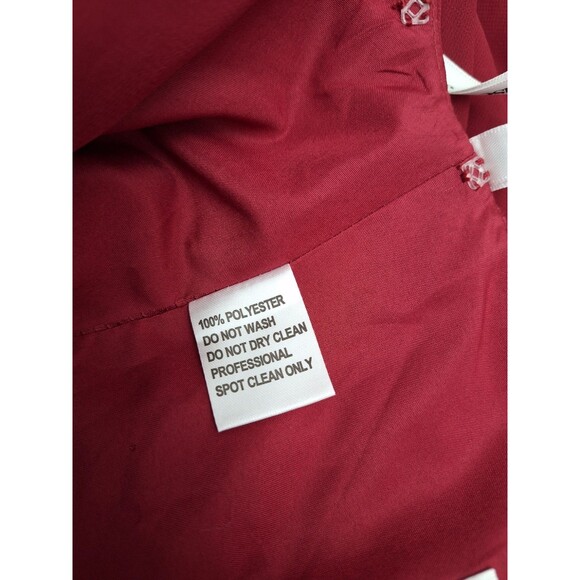 100% POLYESTER
DO NOT WASH
DO NOT DRY CLEAN
PROFESSIONAL
SPOT CLEAN ONLY